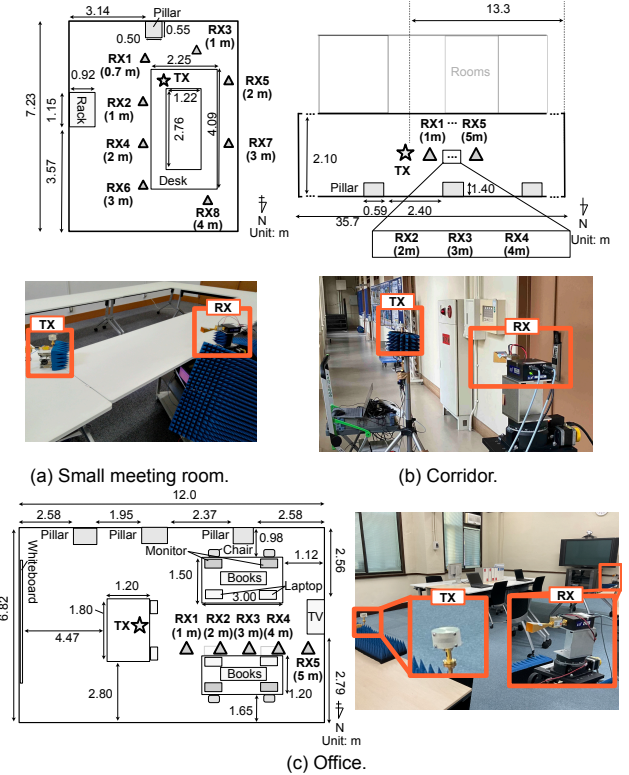 3.14
Pillar
0.55
0.50
RX3
(1 m)
RX1
(0.7 m)
2.25
TX
RX5
(2 m)
0.92
1.22
7.23
1.15
Rack
RX2
(1 m)
2.76
4.09
RX4
(2 m)
RX7
(3 m)
3.57
RX6
(3 m)
Desk
RX8
(4 m)
N
Unit: m
13.3
Rooms
RX1 ··· RX5
(1m) (5m)
2.10
TX
...
Pillar
1.40
0.59
2.40
35.7
N
Unit: m
RX2 RX3 RX4
(2m) (3m) (4m)
TX
RX
TX
RX
(a) Small meeting room.
(b) Corridor.
12.0
2.58 1.95 2.37 2.58
Pillar Pillar Pillar
0.98
Whiteboard
Monitor
Chair
1.12
2.56
1.50
Books
Laptop
3.00
6.82
1.20
1.80
TX
4.47
RX1 RX2 RX3 RX4
(1 m) (2 m) (3 m) (4 m)
TV
RX5
(5 m)
Books
1.20
2.80
1.65
2.79
N
Unit: m
TX
RX
(c) Office.